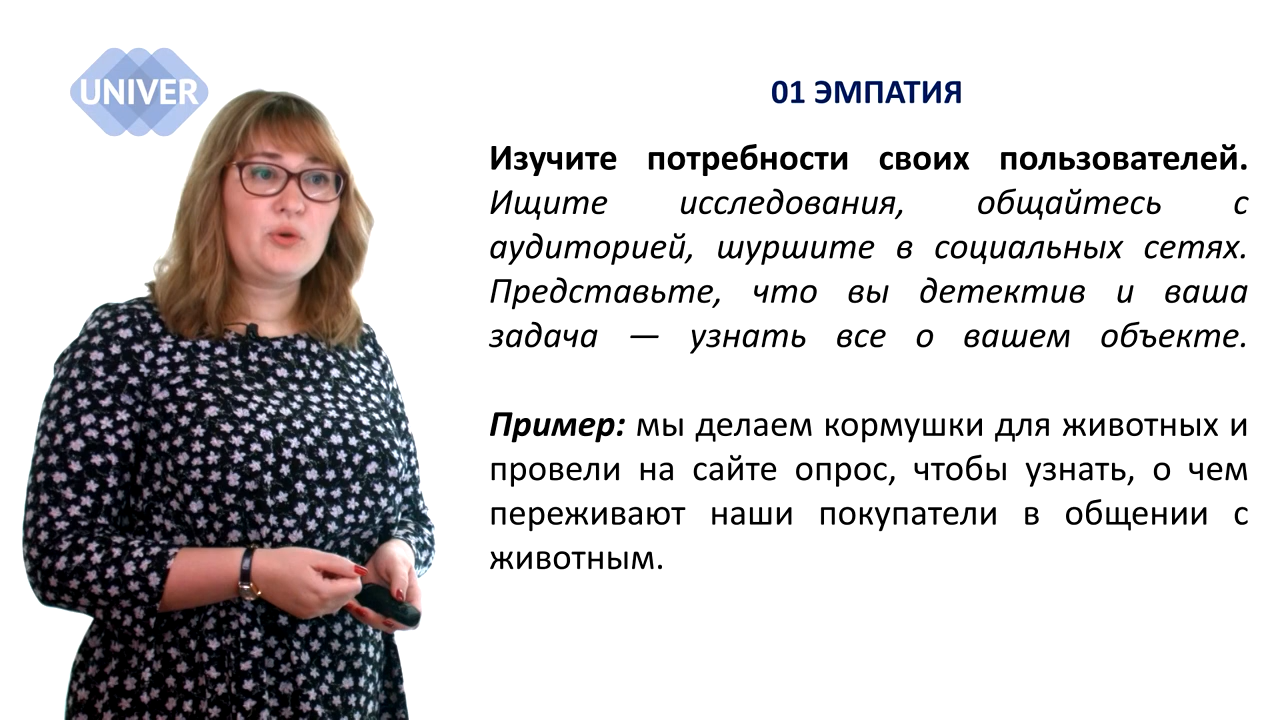 UNIVER
01 ЭМПАТИЯ
Изучите потребности своих пользователей.
Ищите исследования, общайтесь с
аудиторией, шуршите в социальных сетях.
Представьте, что вы детектив и ваша
задача — узнать все о вашем объекте.
Пример: мы делаем кормушки для животных и
провели на сайте опрос, чтобы узнать, о чем
переживают наши покупатели в общении с
животным.